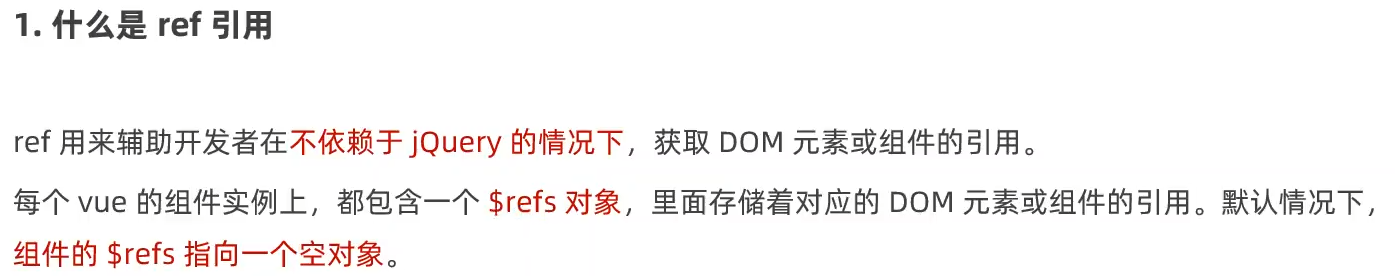 1. 什么是 ref 引用
ref 用来辅助开发者在不依赖于 jQuery 的情况下，获取 DOM 元素或组件的引用。
每个 vue 的组件实例上，都包含一个 $refs 对象，里面存储着对应的 DOM 元素或组件的引用。默认情况下，
组件的 $refs 指向一个空对象。